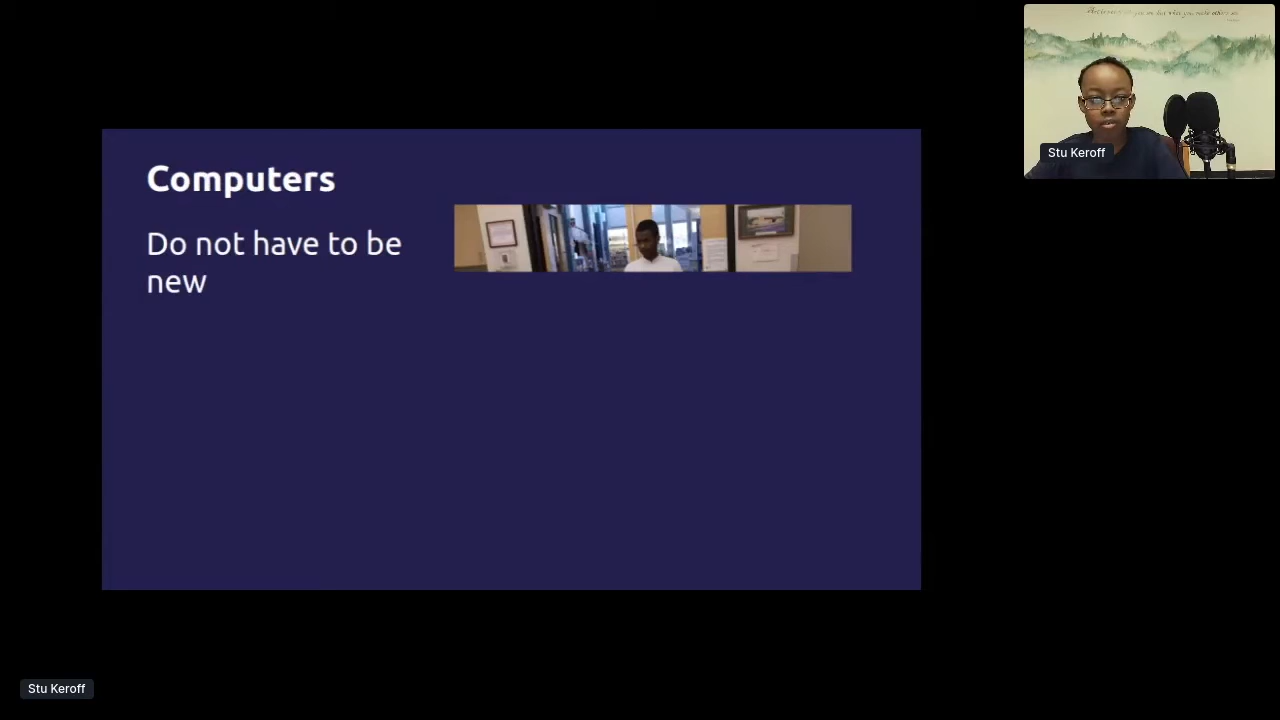 Computers
Do not have to be
new
Stu Keroff
Stu Keroff